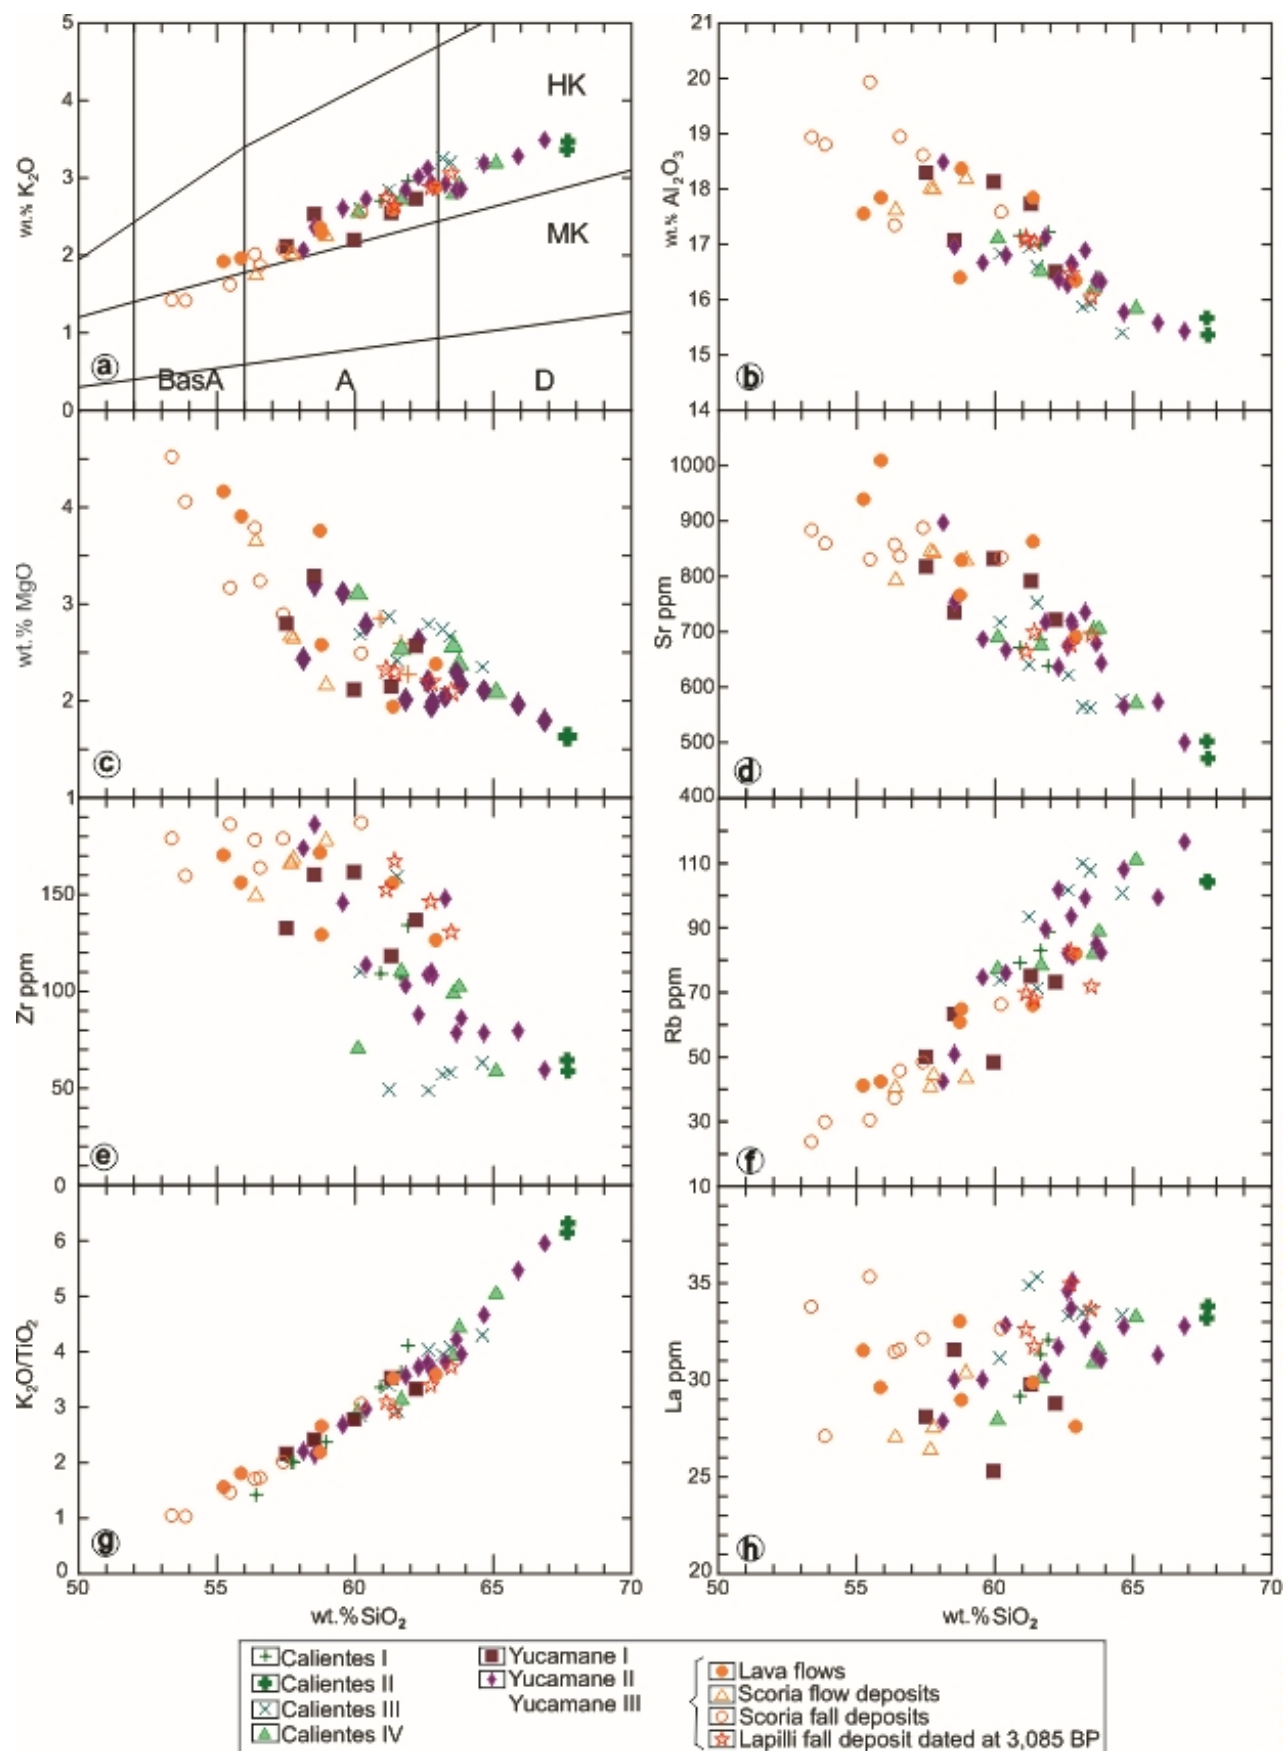 5
4
3
2
1
0
wt.% K2O
HK
MK
BasA
A
D
a
21
20
19
18
17
16
15
14
wt.% Al2O3
b
4
3
2
1
wt.% MgO
c
1000
900
800
700
600
500
400
Sr ppm
d
150
100
50
0
Zr ppm
e
110
90
70
50
30
10
Rb ppm
f
6
5
4
3
2
1
0
K2O/TiO2
g
50 55 60 65 70
wt.% SiO2
35
30
25
20
La ppm
h
50 55 60 65 70
wt.% SiO2
Calientes I
Calientes II
Calientes III
Calientes IV
Yucamane I
Yucamane II
Yucamane III
Lava flows
Scoria flow deposits
Scoria fall deposits
Lapilli fall deposit dated at 3,085 BP